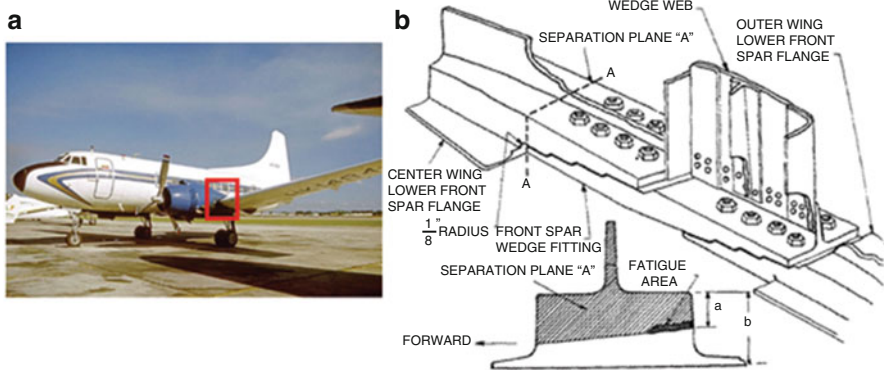 a
b
WEDGE WEB
SEPARATION PLANE “A”
OUTER WING
LOWER FRONT
SPAR FLANGE
A
CENTER WING
LOWER FRONT
SPAR FLANGE
A
1/8" RADIUS
FRONT SPAR
WEDGE FITTING
SEPARATION PLANE “A”
FATIGUE
AREA
a
b
FORWARD